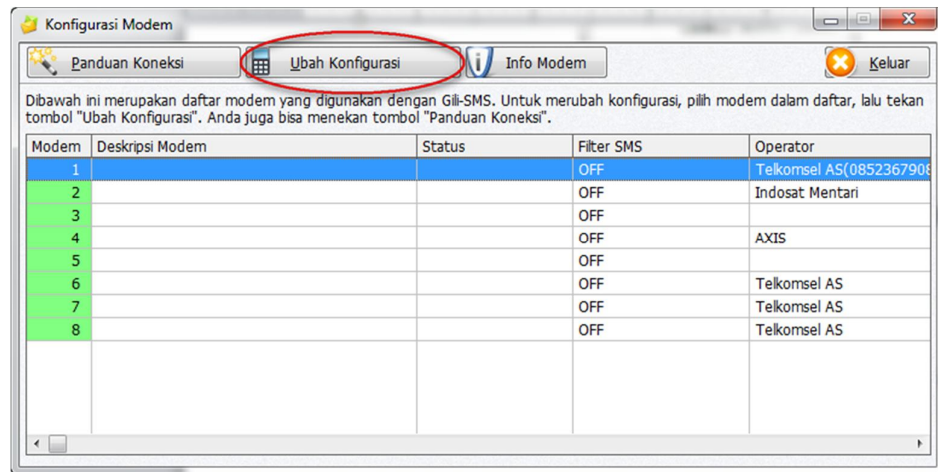 Konfigurasi Modem
Panduan Koneksi Ubah Konfigurasi Info Modem Keluar
Dibawah ini merupakan daftar modem yang digunakan dengan Gili-SMS. Untuk merubah konfigurasi, pilih modem dalam daftar, lalu tekan
tombol "Ubah Konfigurasi". Anda juga bisa menekan tombol "Panduan Koneksi".
Modem Deskripsi Modem Status Filter SMS Operator
1 OFF Telkomsel AS(0852367908
2 OFF Indosat Mentari
3 OFF
4 OFF AXIS
5 OFF
6 OFF Telkomsel AS
7 OFF Telkomsel AS
8 OFF Telkomsel AS